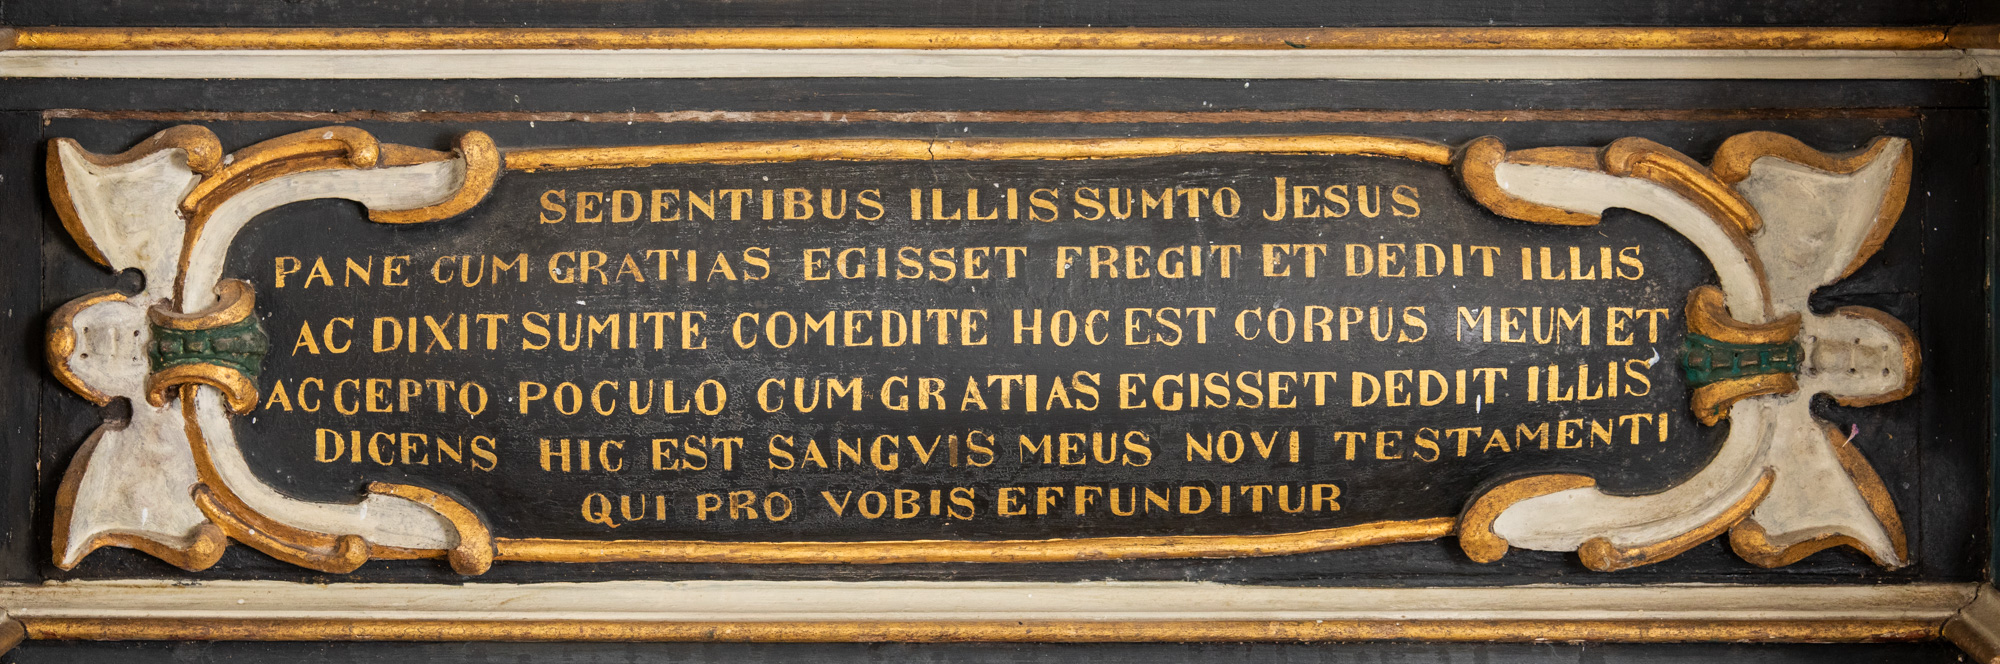 SEDENTIBUS ILLIS SUMTO JESUS
PANE CUM GRATIAS EGISSET FREGIT ET DEDIT ILLIS
AC DIXIT SUMITE COMEDITE HOC EST CORPUS MEUM ET
ACCEPTO POCULO CUM GRATIAS EGISSET DEDIT ILLIS
DICENS HIC EST SANGVIS MEUS NOVI TESTAMENTI
QUI PRO VOBIS EFFUNDITUR